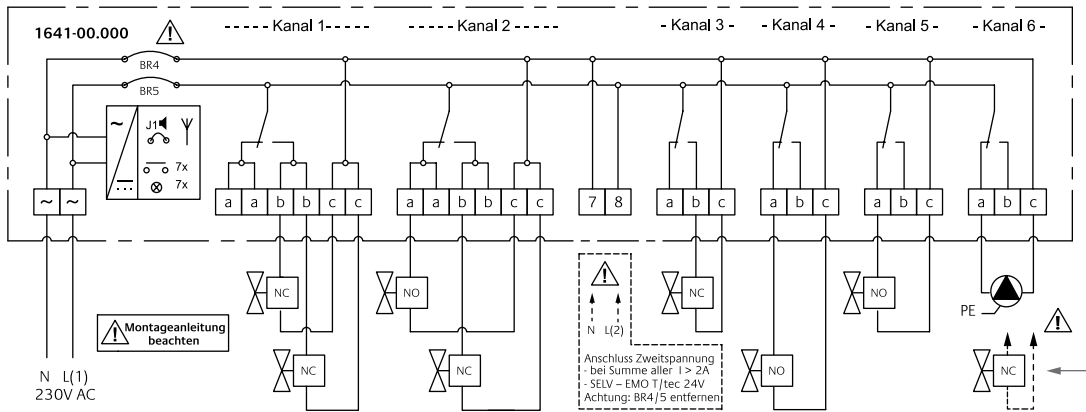 - - - - - - Kanal 1 - - - - - -
- - - - - - Kanal 2 - - - - - -
- - Kanal 3 - -
- - Kanal 4 - -
- - Kanal 5 - -
- - Kanal 6 - -
1641-00.000
BR4
BR5
~
J1
7x
7x
~ ~
a a b b c c
a a b b c c
7 8
a b c
a b c
a b c
a b c
NC
NO
NC
NO
PE
N L(2)
Montageanleitung
beachten
N L(1)
230V AC
NC
NC
Anschluss Zweitspannung
- bei Summe aller I > 2A
- SELV – EMO T/tec 24V
Achtung: BR4/5 entfernen
NO
NC